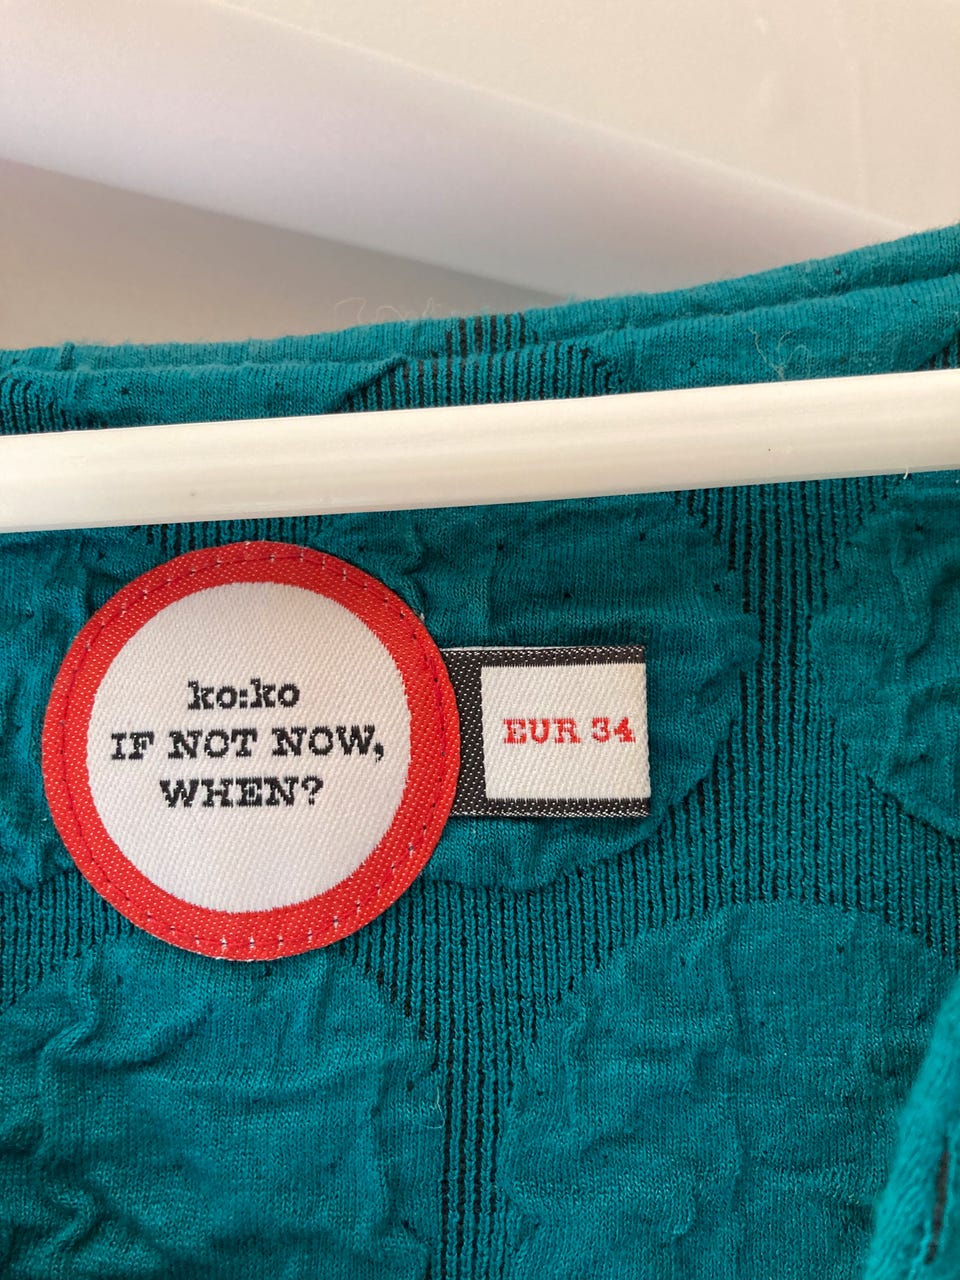 ko:ko
IF NOT NOW,
WHEN?
EUR 34